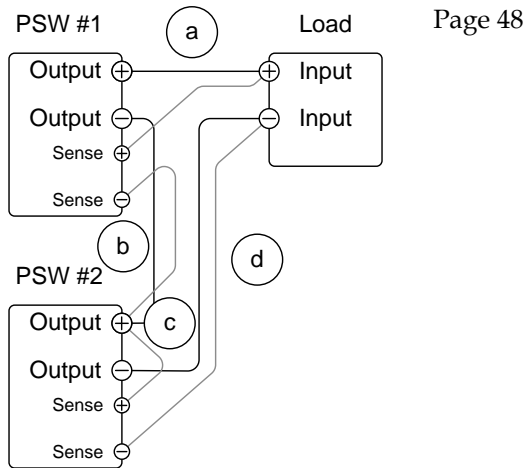 PSW #1
a
Load
Page 48
Output +
+ Input
Output −
− Input
Sense +
Sense −
b
d
PSW #2
Output +
c
Output −
Sense +
Sense −